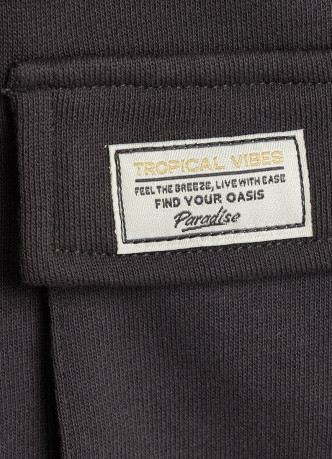 TROPICAL VIBES
FEEL THE BREEZE, LIVE WITH EASE
FIND YOUR OASIS
Paradise